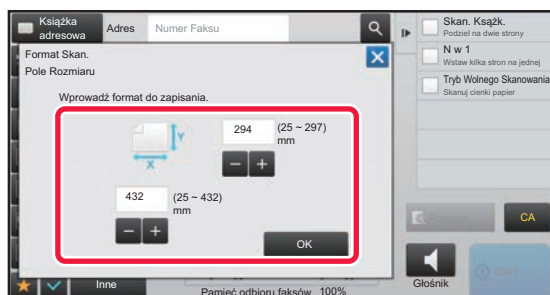 Książka
adresowa
Adres
Numer Faksu
Skan. Ksążk.
Podziel na dwie strony
Format Skan.
N w 1
Wstaw kilka stron na jednej
Pole Rozmiaru
Tryb Wolnego Skanowania
Skanuj cienki papier
Wprowadź format do zapisania.
Y
X
294
(25 ~ 297)
mm
− +
432
(25 ~ 432)
mm
− +
OK
CA
Głośnik
Start
Inne
Pamięć odbioru faksów 100%